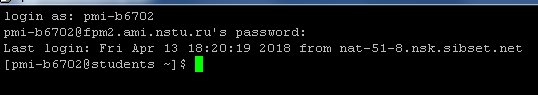 login as: pmi-b6702
pmi-b6702@fpm2.ami.nstu.ru's password:
Last login: Fri Apr 13 18:20:19 2018 from nat-51-8.nsk.sibset.net
[pmi-b6702@students ~]$